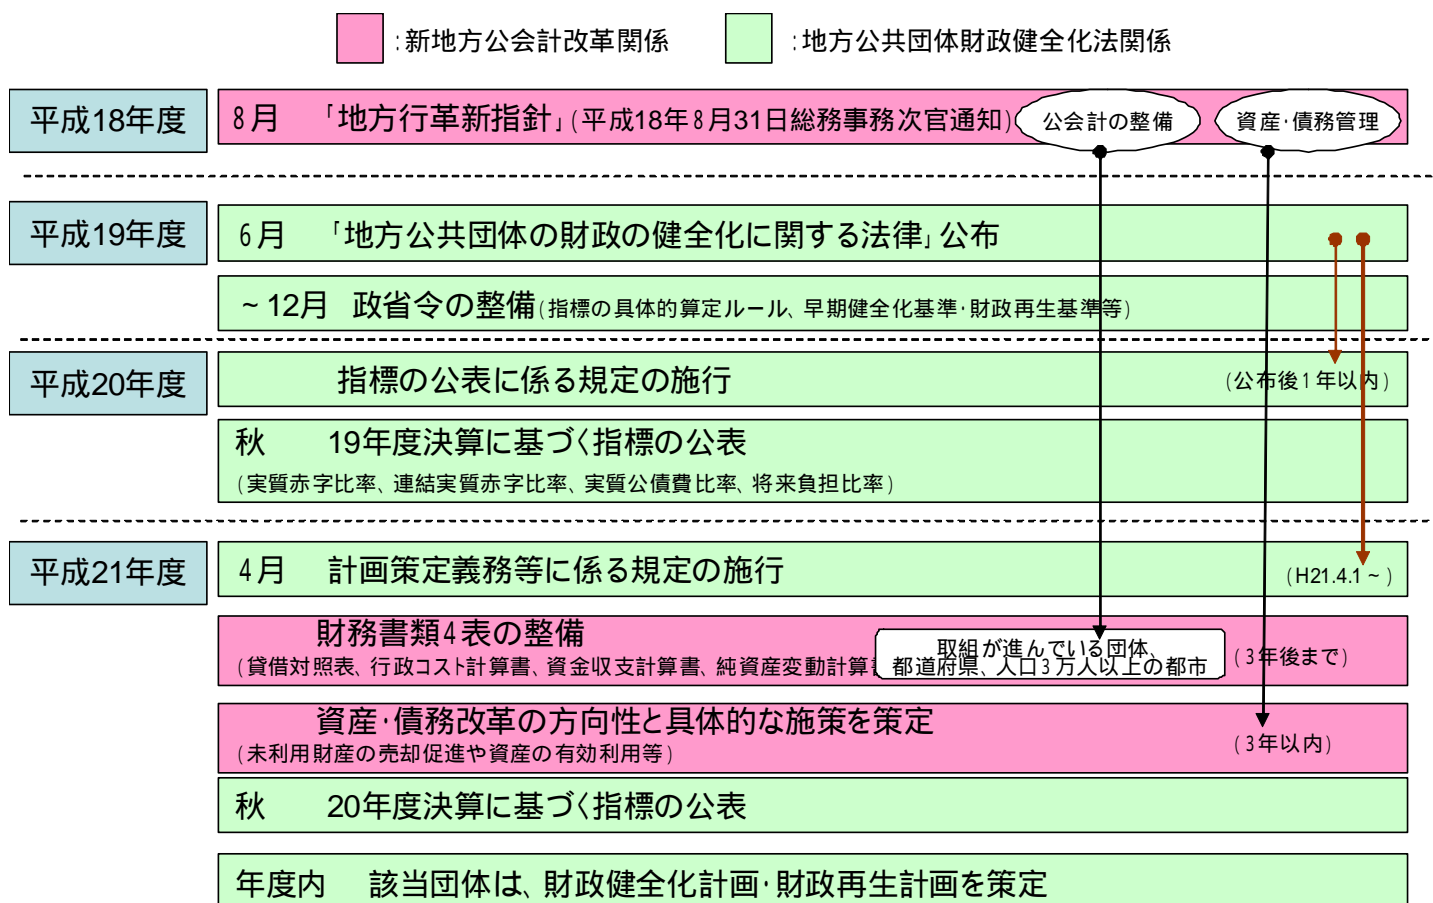 :新地方公会計改革関係
:地方公共団体財政健全化法関係
平成18年度
8月 「地方行革新指針」(平成18年8月31日総務事務次官通知)
公会計の整備
資産・債務管理
平成19年度
6月 「地方公共団体の財政の健全化に関する法律」公布
~12月 政省令の整備(指標の具体的算定ルール、早期健全化基準・財政再生基準等)
平成20年度
指標の公表に係る規定の施行
(公布後1年以内)
秋 19年度決算に基づく指標の公表
(実質赤字比率、連結実質赤字比率、実質公債費比率、将来負担比率)
平成21年度
4月 計画策定義務等に係る規定の施行
(H21.4.1~)
財務書類4表の整備
(貸借対照表、行政コスト計算書、資金収支計算書、純資産変動計算
取組が進んでいる団体、
都道府県、人口3万人以上の都市
(3年後まで)
資産・債務改革の方向性と具体的な施策を策定
(未利用財産の売却促進や資産の有効利用等)
(3年以内)
秋 20年度決算に基づく指標の公表
年度内 該当団体は、財政健全化計画・財政再生計画を策定